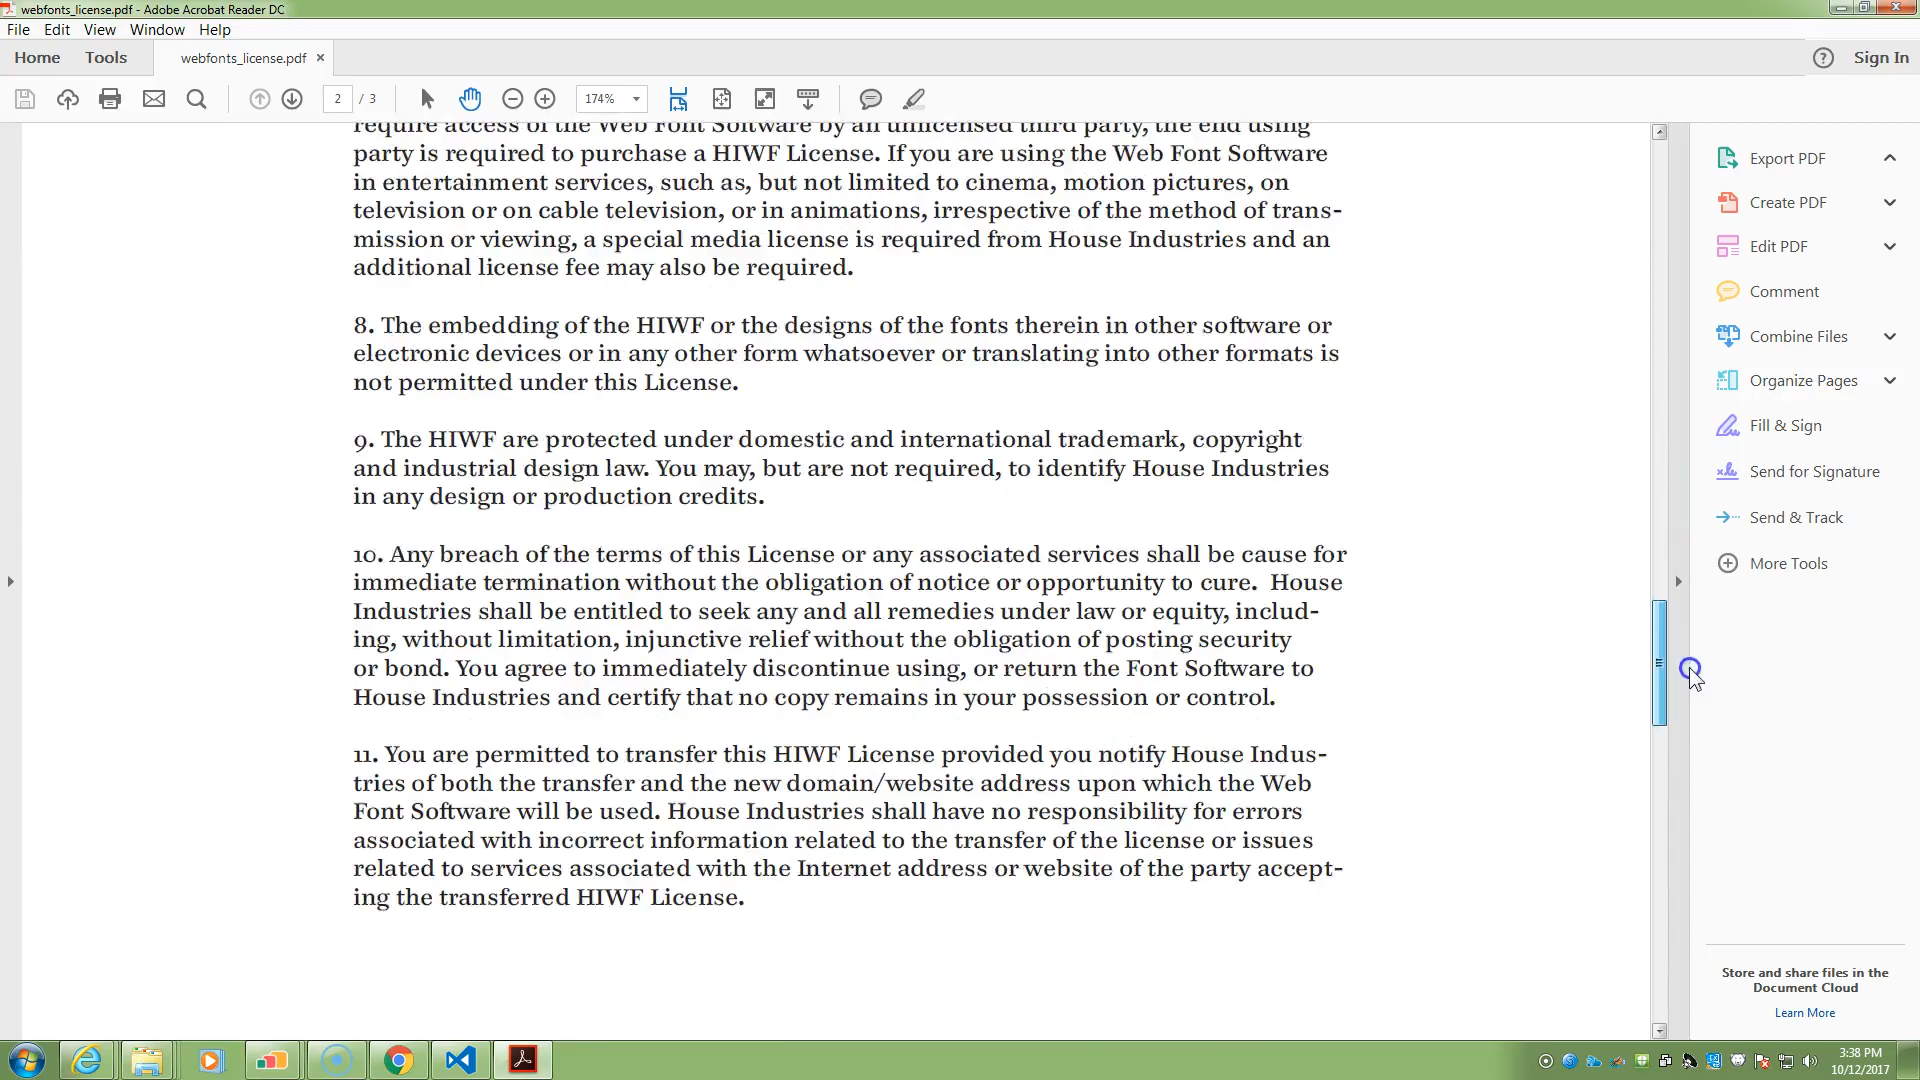 webfonts_license.pdf - Adobe Acrobat Reader DC
File Edit View Window Help
Home Tools webfonts_license.pdf × Sign In
2 / 3 174%
require access of the Web Font Software by an unlicensed third party, the end using
party is required to purchase a HIWF License. If you are using the Web Font Software
in entertainment services, such as, but not limited to cinema, motion pictures, on
television or on cable television, or in animations, irrespective of the method of trans-
mission or viewing, a special media license is required from House Industries and an
additional license fee may also be required.
8. The embedding of the HIWF or the designs of the fonts therein in other software or
electronic devices or in any other form whatsoever or translating into other formats is
not permitted under this License.
9. The HIWF are protected under domestic and international trademark, copyright
and industrial design law. You may, but are not required, to identify House Industries
in any design or production credits.
10. Any breach of the terms of this License or any associated services shall be cause for
immediate termination without the obligation of notice or opportunity to cure. House
Industries shall be entitled to seek any and all remedies under law or equity, includ-
ing, without limitation, injunctive relief without the obligation of posting security
or bond. You agree to immediately discontinue using, or return the Font Software to
House Industries and certify that no copy remains in your possession or control.
11. You are permitted to transfer this HIWF License provided you notify House Indus-
tries of both the transfer and the new domain/website address upon which the Web
Font Software will be used. House Industries shall have no responsibility for errors
associated with incorrect information related to the transfer of the license or issues
related to services associated with the Internet address or website of the party accept-
ing the transferred HIWF License.
Export PDF
Create PDF
Edit PDF
Comment
Combine Files
Organize Pages
Fill & Sign
Send for Signature
Send & Track
More Tools
Store and share files in the
Document Cloud
Learn More
3:38 PM
10/12/2017